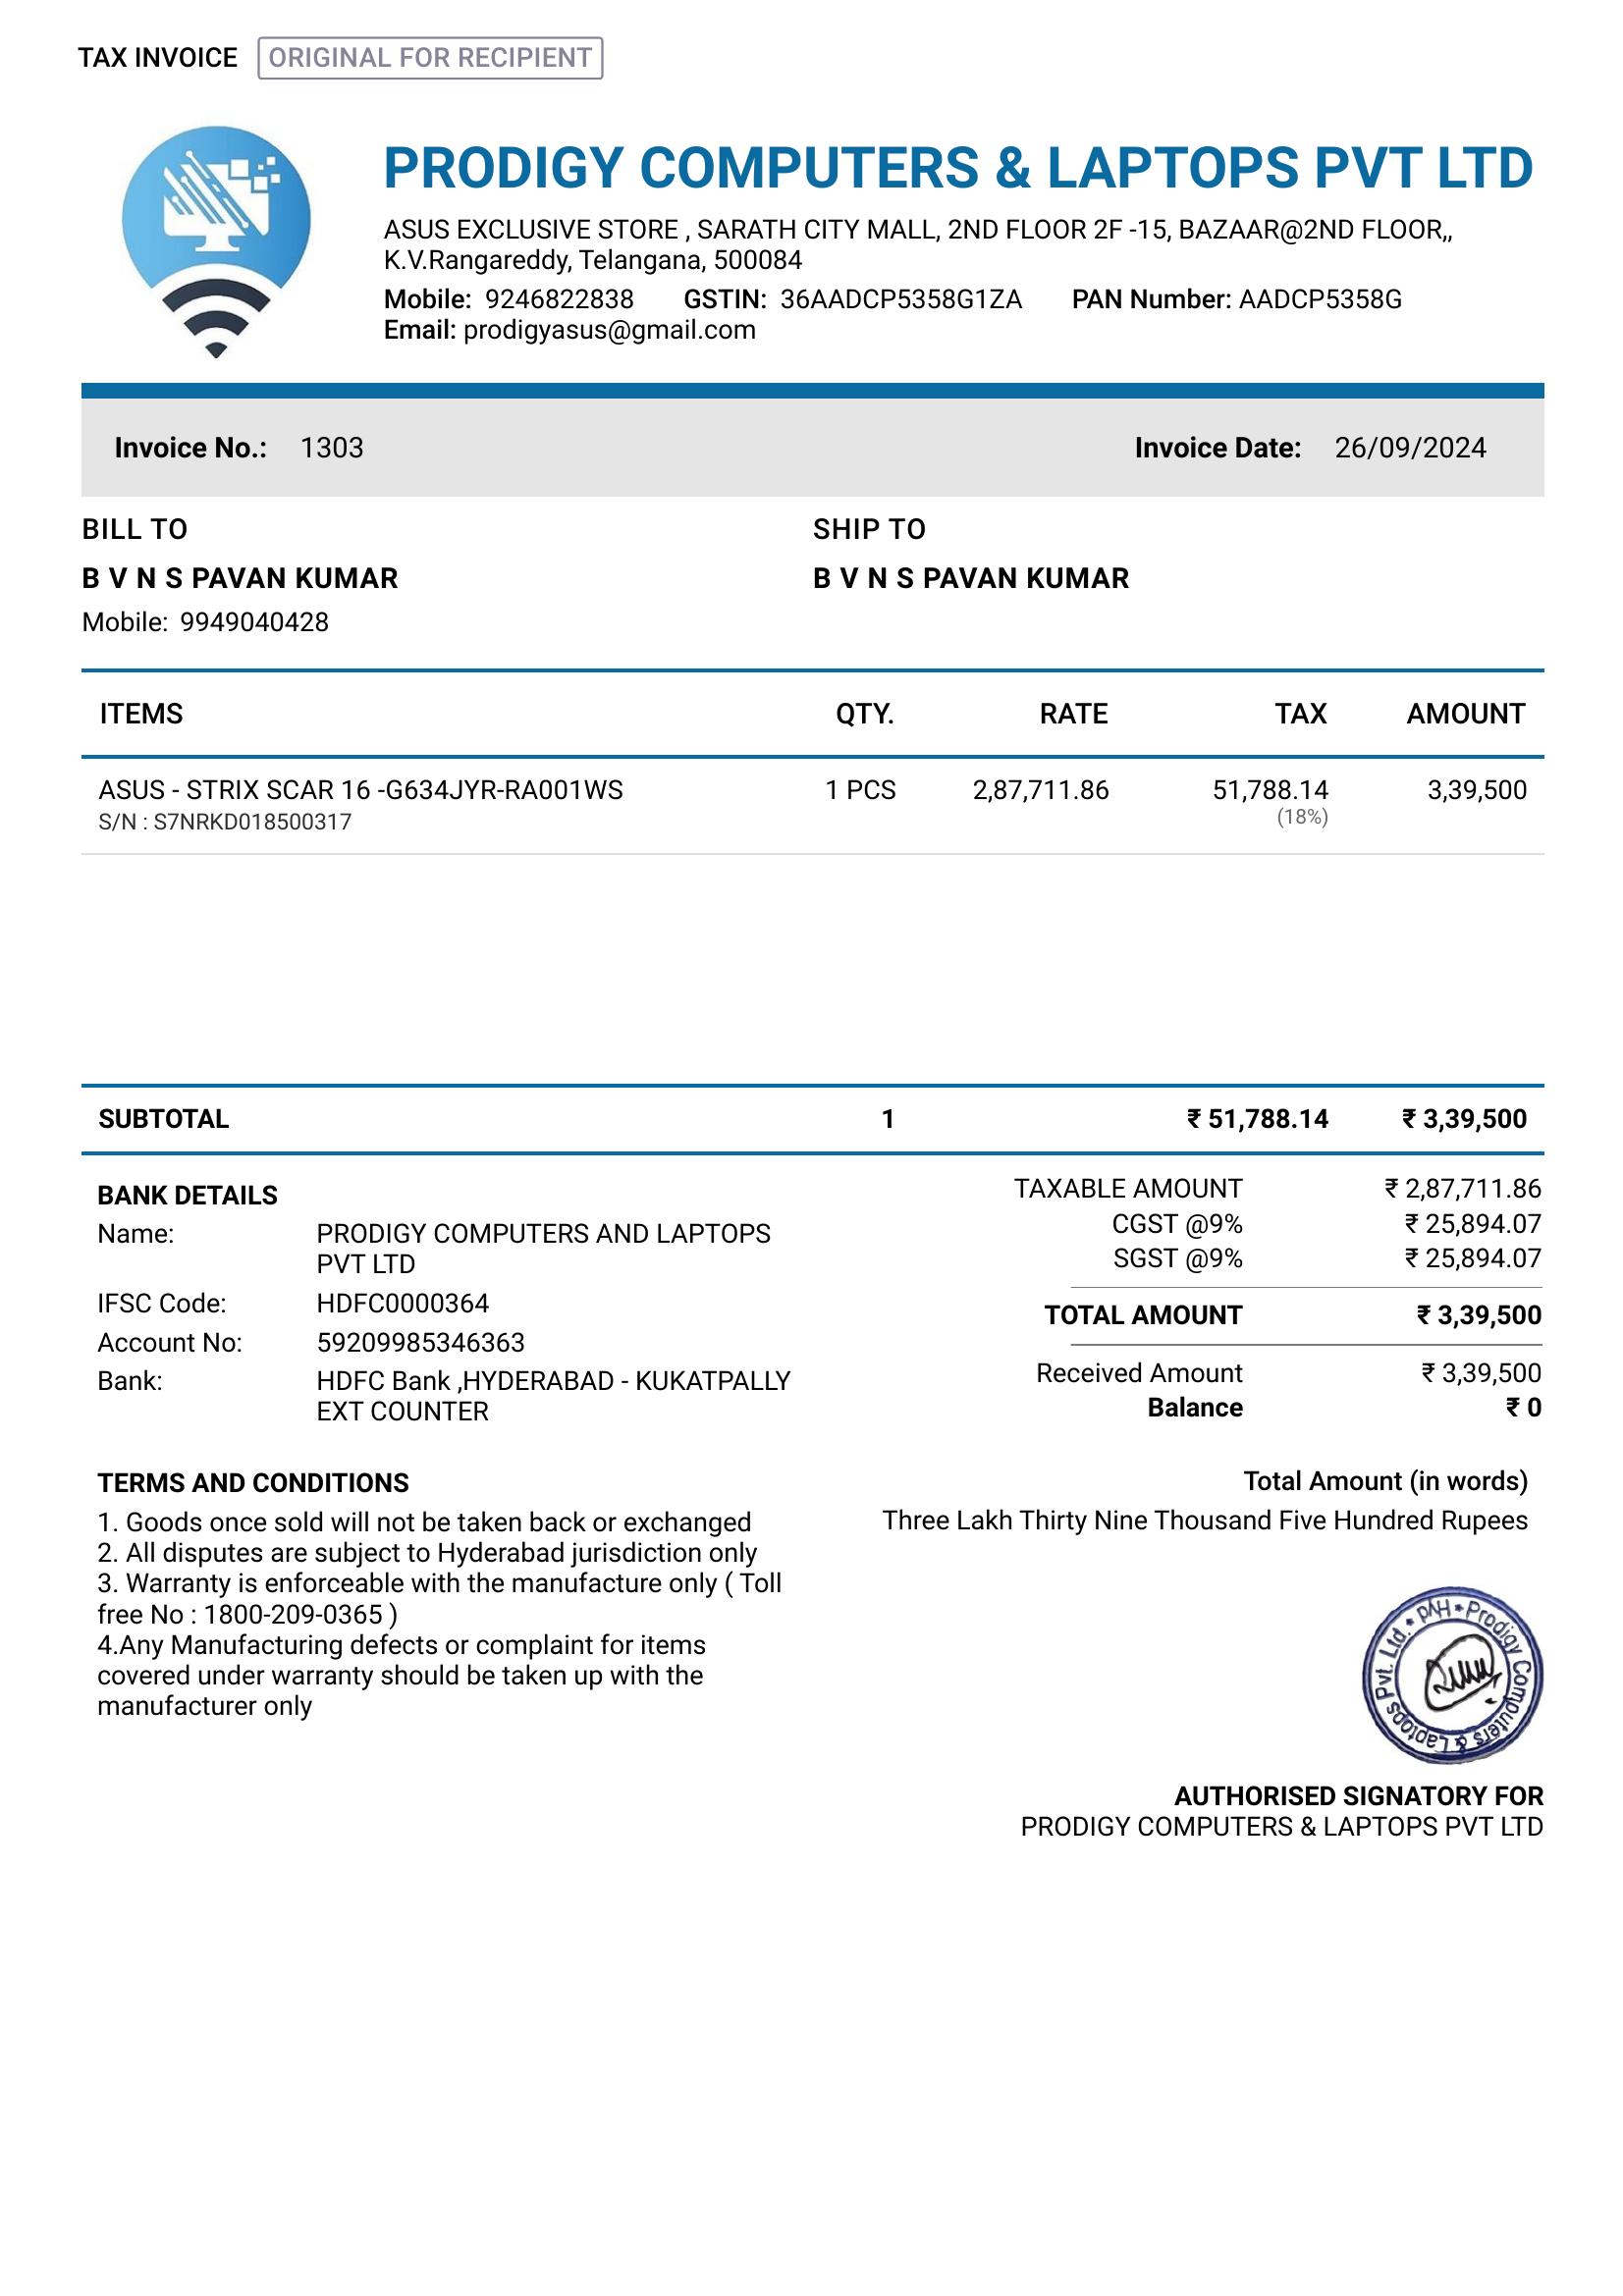 TAX INVOICE ORIGINAL FOR RECIPIENT
PRODIGY COMPUTERS & LAPTOPS PVT LTD
ASUS EXCLUSIVE STORE , SARATH CITY MALL, 2ND FLOOR 2F -15, BAZAAR@2ND FLOOR,,
K.V.Rangareddy, Telangana, 500084
Mobile: 9246822838 GSTIN: 36AADCP5358G1ZA PAN Number: AADCP5358G
Email: prodigyasus@gmail.com
Invoice No.: 1303 Invoice Date: 26/09/2024
BILL TO
B V N S PAVAN KUMAR
Mobile: 9949040428
SHIP TO
B V N S PAVAN KUMAR
ITEMS QTY. RATE TAX AMOUNT
ASUS - STRIX SCAR 16 -G634JYR-RA001WS 1 PCS 2,87,711.86 51,788.14 3,39,500
S/N : S7NRKD018500317 (18%)
SUBTOTAL 1 ₹ 51,788.14 ₹ 3,39,500
BANK DETAILS
Name: PRODIGY COMPUTERS AND LAPTOPS
PVT LTD
IFSC Code: HDFC0000364
Account No: 59209985346363
Bank: HDFC Bank ,HYDERABAD - KUKATPALLY
EXT COUNTER
TAXABLE AMOUNT ₹ 2,87,711.86
CGST @9% ₹ 25,894.07
SGST @9% ₹ 25,894.07
TOTAL AMOUNT ₹ 3,39,500
Received Amount ₹ 3,39,500
Balance ₹ 0
TERMS AND CONDITIONS
1. Goods once sold will not be taken back or exchanged
2. All disputes are subject to Hyderabad jurisdiction only
3. Warranty is enforceable with the manufacture only ( Toll
free No : 1800-209-0365 )
4.Any Manufacturing defects or complaint for items
covered under warranty should be taken up with the
manufacturer only
Total Amount (in words)
Three Lakh Thirty Nine Thousand Five Hundred Rupees
Prodigy Computers & Laptops Pvt. Ltd. * Hyd *
AUTHORISED SIGNATORY FOR
PRODIGY COMPUTERS & LAPTOPS PVT LTD